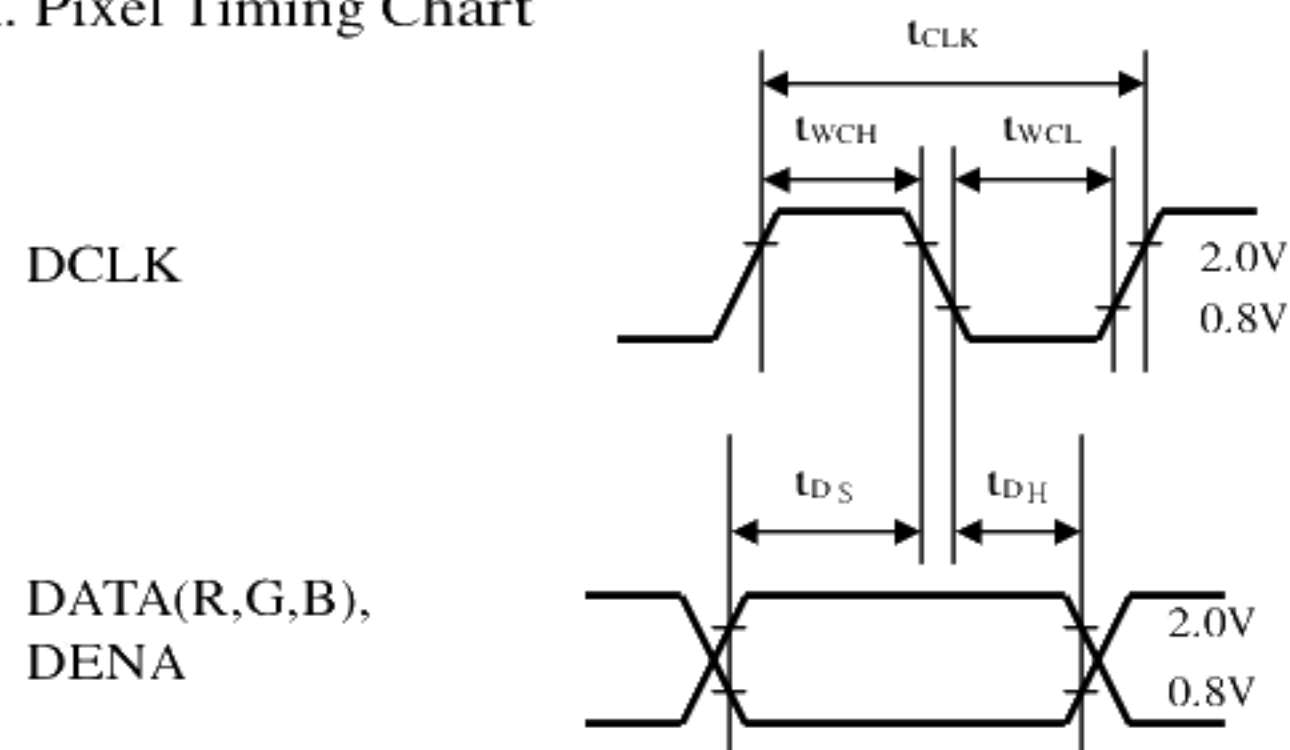 Pixel Timing Chart
tCLK
tWCH tWCL
DCLK
2.0V
0.8V
tDS tDH
DATA(R,G,B),
DENA
2.0V
0.8V